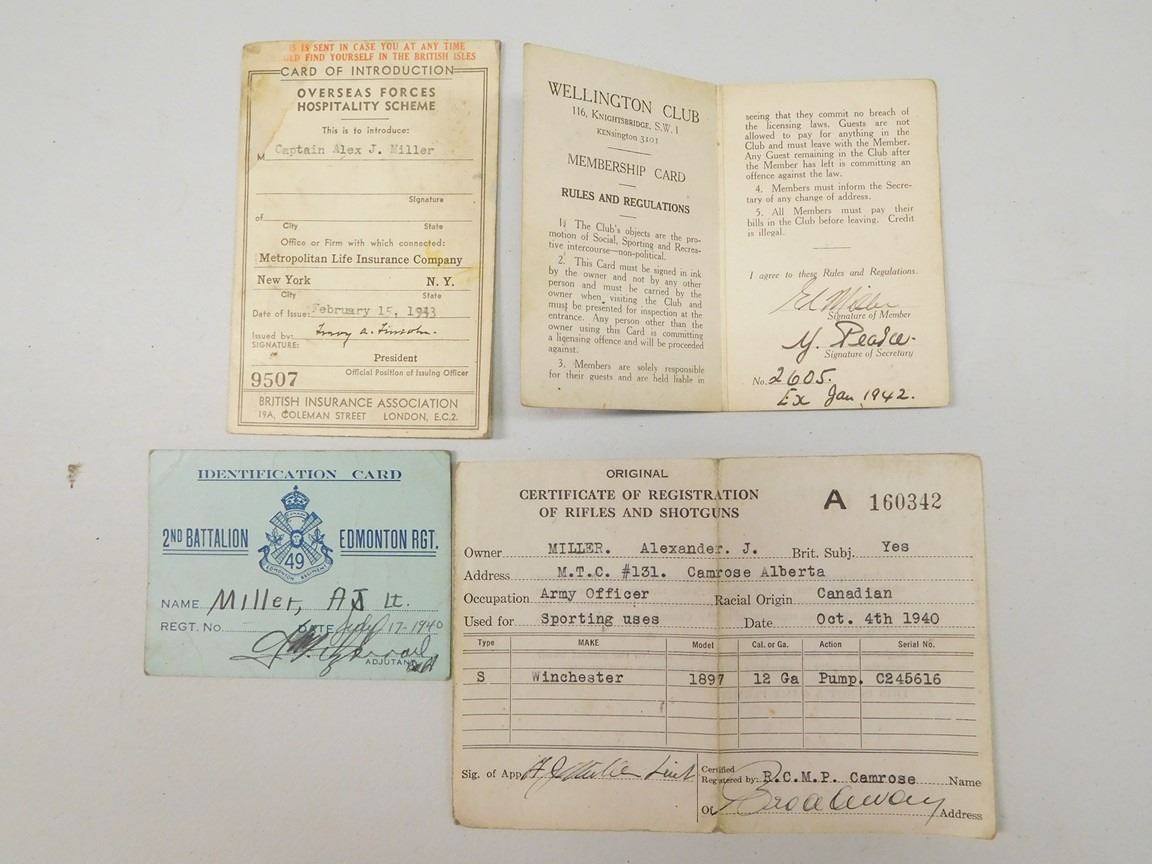 IS SENT IN CASE YOU AT ANY TIME
FIND YOURSELF IN THE BRITISH ISLES
CARD OF INTRODUCTION
OVERSEAS FORCES
HOSPITALITY SCHEME
This is to introduce:
M Captain Alex J. Miller
Signature
of
City State
Office or Firm with which connected:
Metropolitan Life Insurance Company
New York N. Y.
City State
Date of Issue: February 15, 1943
Issued by:
SIGNATURE:
President
Official Position of Issuing Officer
9507
BRITISH INSURANCE ASSOCIATION
19A, COLEMAN STREET LONDON, E.C.2.
WELLINGTON CLUB
116, KNIGHTSBRIDGE, S.W.1
KENsington 3101
MEMBERSHIP CARD
RULES AND REGULATIONS
1. The Club's objects are the pro-
motion of Social, Sporting and Recrea-
tive intercourse—non-political.
2. This Card must be signed in ink
by the owner and not by any other
person and must be carried by the
owner when visiting the Club and
must be presented for inspection at the
entrance. Any person other than the
owner using this Card is committing
a licensing offence and will be proceeded
against.
3. Members are solely responsible
for their guests and are held liable in
seeing that they commit no breach of
the licensing laws. Guests are not
allowed to pay for anything in the
Club and must leave with the Member.
Any Guest remaining in the Club after
the Member has left is committing an
offence against the law.
4. Members must inform the Secre-
tary of any change of address.
5. All Members must pay their
bills in the Club before leaving. Credit
is illegal.
I agree to these Rules and Regulations.
Miller
Signature of Member
Y. Pearce.
Signature of Secretary
No. 2605.
Ex Jan 1942.
IDENTIFICATION CARD
2ND BATTALION EDMONTON RGT.
49
EDMONTON REGIMENT
NAME Miller, AJ Lt.
REGT. No. DATE July 17-1940
ADJUTANT
ORIGINAL
CERTIFICATE OF REGISTRATION
OF RIFLES AND SHOTGUNS
A 160342
Owner MILLER. Alexander. J. Brit. Subj. Yes
Address M.T.C. #131. Camrose Alberta
Occupation Army Officer Racial Origin Canadian
Used for Sporting uses Date Oct. 4th 1940
Type MAKE Model Cal. or Ga. Action Serial No.
S Winchester 1897 12 Ga Pump. C245616
Sig. of App. A J Miller Lieut
Certified
Registered by: R.C.M.P. Camrose Name
Of Address